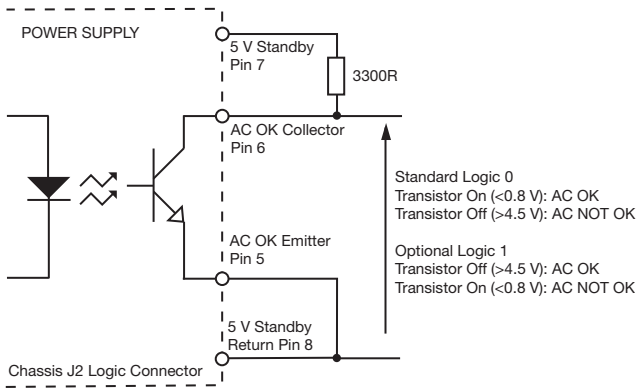 POWER SUPPLY
5 V Standby
Pin 7
3300R
AC OK Collector
Pin 6
Standard Logic 0
Transistor On (<0.8 V): AC OK
Transistor Off (>4.5 V): AC NOT OK
AC OK Emitter
Pin 5
Optional Logic 1
Transistor Off (>4.5 V): AC OK
Transistor On (<0.8 V): AC NOT OK
5 V Standby
Return Pin 8
Chassis J2 Logic Connector